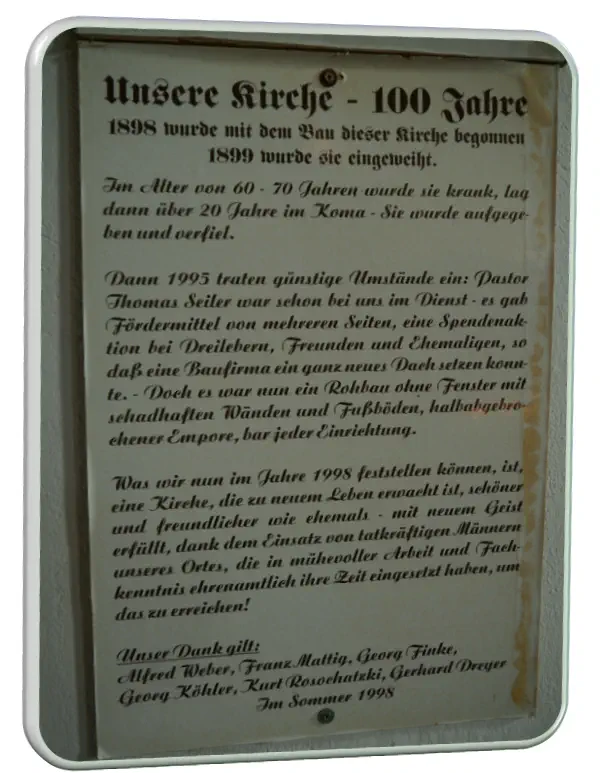 Unsere Kirche - 100 Jahre
1898 wurde mit dem Bau dieser Kirche begonnen
1899 wurde sie eingeweiht.
Im Alter von 60 - 70 Jahren wurde sie krank, lag
dann über 20 Jahre im Koma - Sie wurde aufgege-
ben und verfiel.
Dann 1995 traten günstige Umstände ein: Pastor
Thomas Seiler war schon bei uns im Dienst - es gab
Fördermittel von mehreren Seiten, eine Spendenak-
tion bei Dreilebern, Freunden und Ehemaligen, so
daß eine Baufirma ein ganz neues Dach setzen konn-
te. - Doch es war nun ein Rohbau ohne Fenster mit
schadhaften Wänden und Fußböden, halbabgebro-
chener Empore, bar jeder Einrichtung.
Was wir nun im Jahre 1998 feststellen können, ist,
eine Kirche, die zu neuem Leben erwacht ist, schöner
und freundlicher wie ehemals - mit neuem Geist
erfüllt, dank dem Einsatz von tatkräftigen Männern
unseres Ortes, die in mühevoller Arbeit und Fach-
kenntnis ehrenamtlich ihre Zeit eingesetzt haben, um
das zu erreichen!
Unser Dank gilt:
Alfred Weber, Franz Mattig, Georg Finke,
Georg Köhler, Kurt Rosochatzki, Gerhard Dreyer
Im Sommer 1998